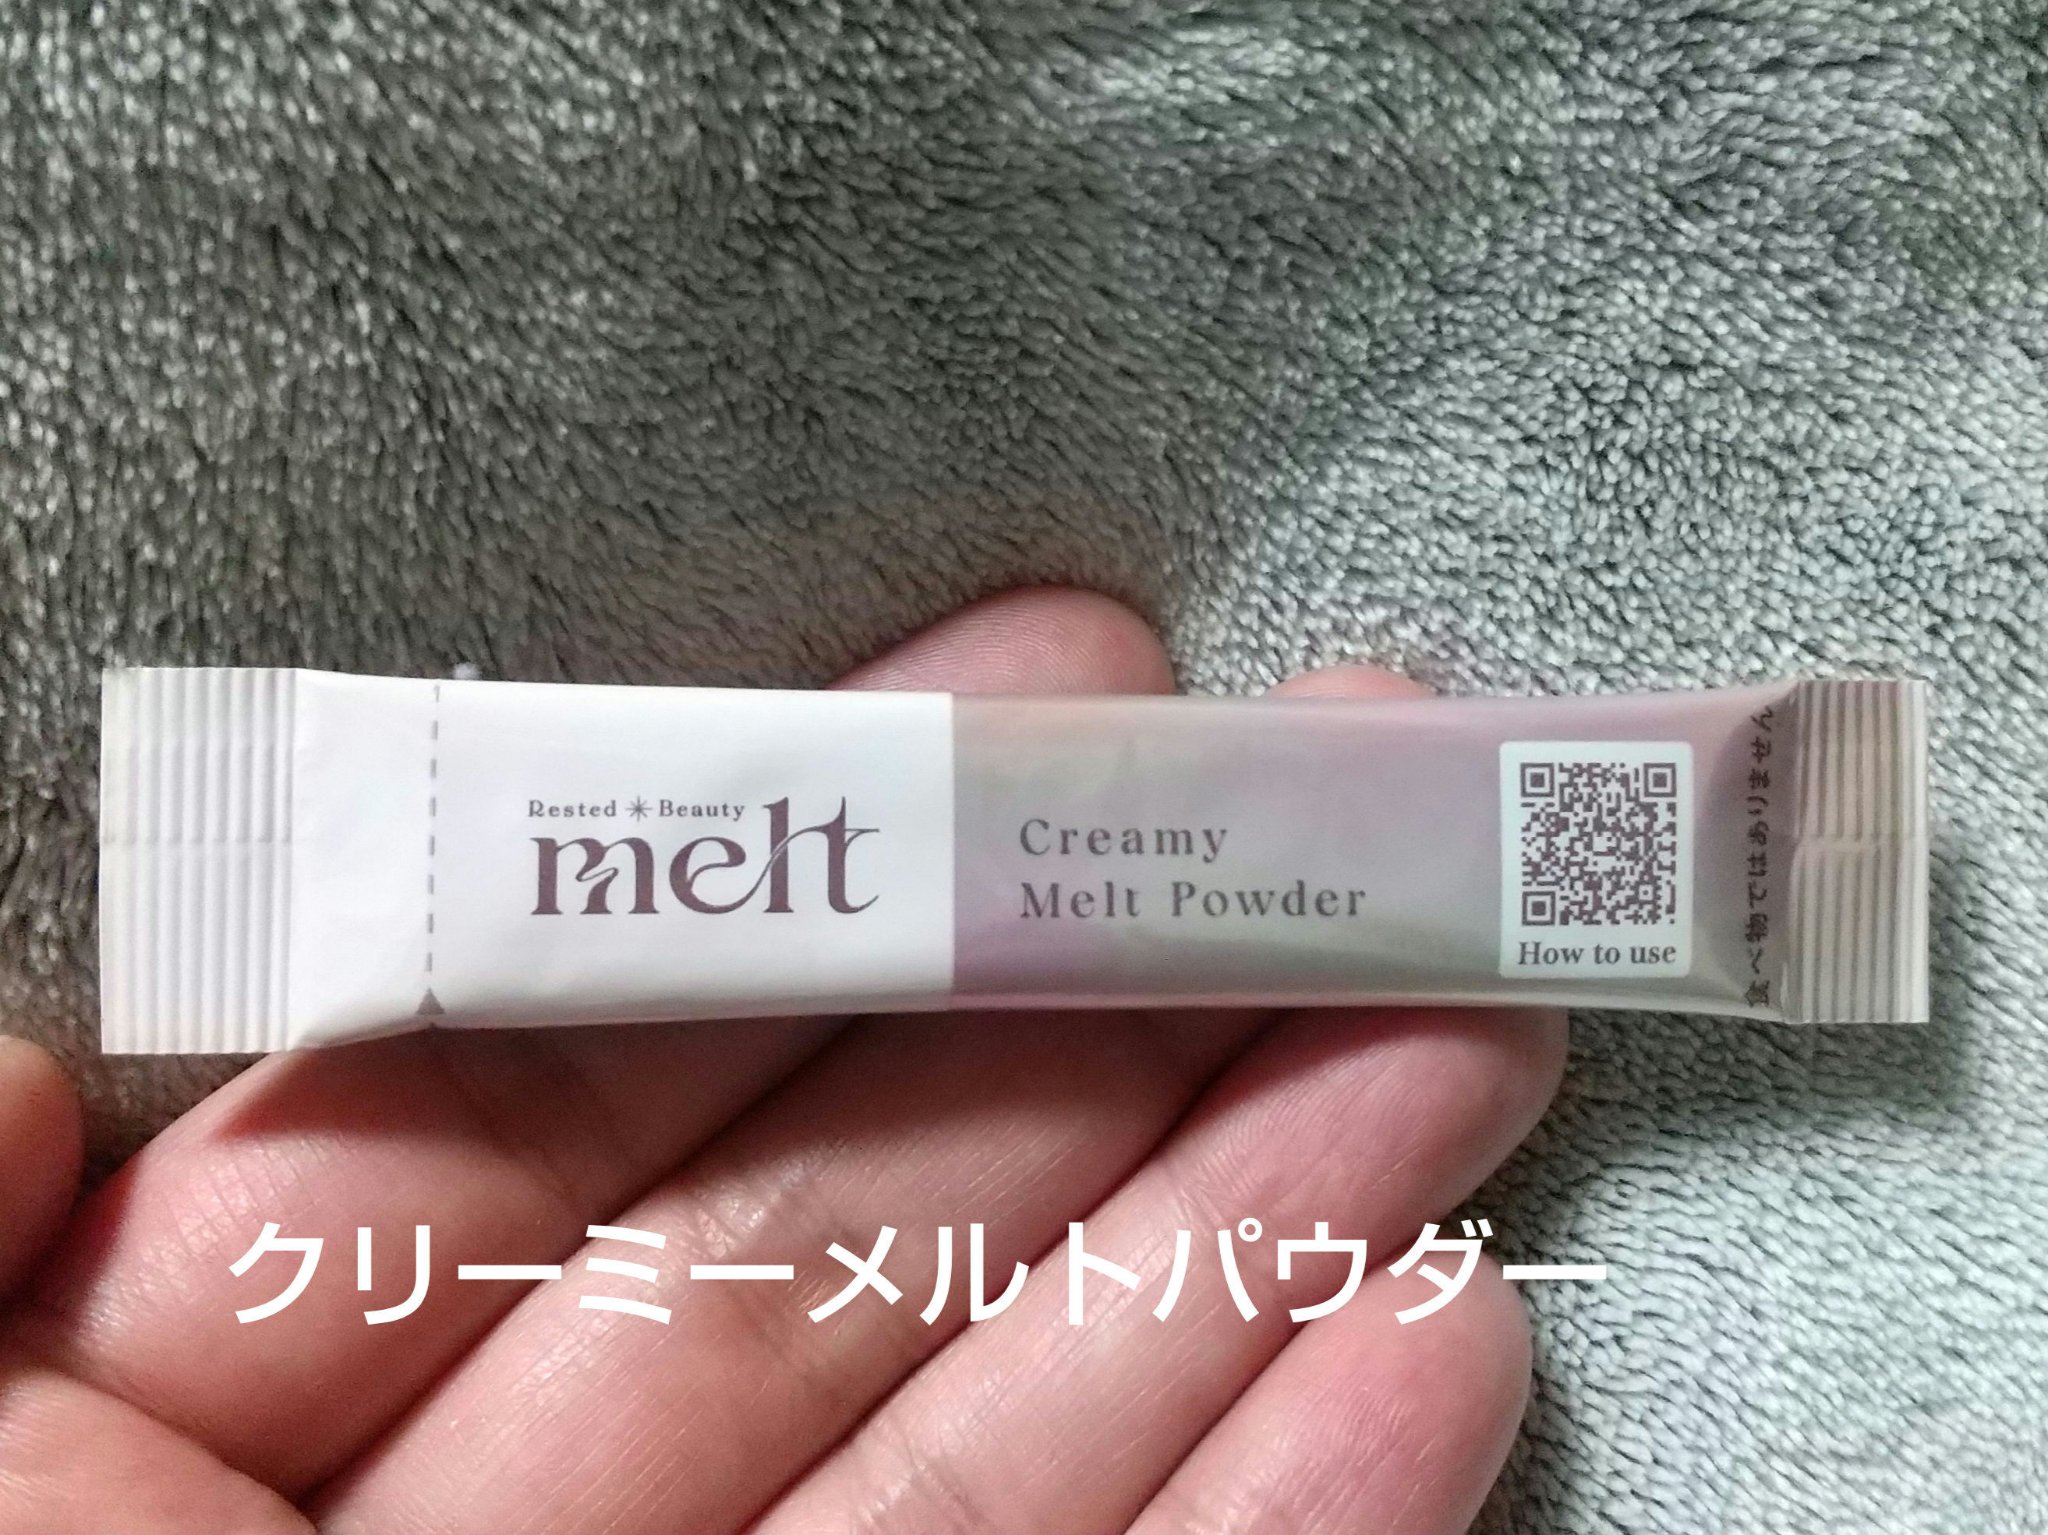 Rested Beauty
melt
Creamy
Melt Powder
How to use
食べ物ではありません
クリーミーメルトパウダー